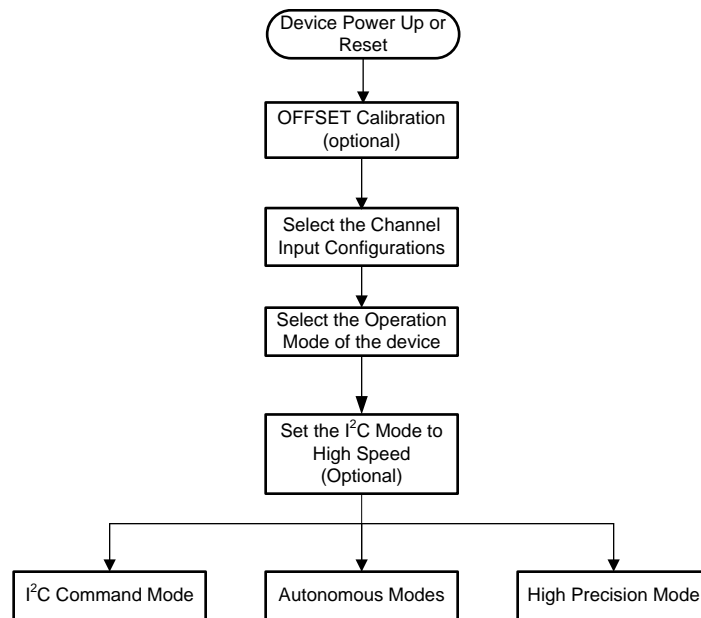 Device Power Up or
Reset
OFFSET Calibration
(optional)
Select the Channel
Input Configurations
Select the Operation
Mode of the device
Set the I²C Mode to
High Speed
(Optional)
I²C Command Mode
Autonomous Modes
High Precision Mode